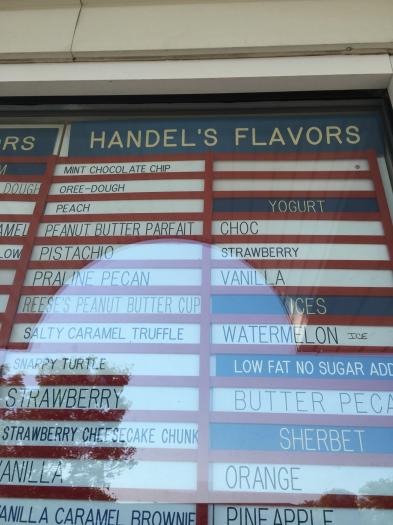 ORS
HANDEL'S FLAVORS
DOUGH
MINT CHOCOLATE CHIP
OREE-DOUGH
PEACH
PEANUT BUTTER PARFAIT
PISTACHIO
PRALINE PECAN
REESE'S PEANUT BUTTER CUP
SALTY CARAMEL TRUFFLE
SNAPPY TURTLE
STRAWBERRY
STRAWBERRY CHEESECAKE CHUNK
VANILLA
VANILLA CARAMEL BROWNIE
YOGURT
CHOC
STRAWBERRY
VANILLA
ICES
WATERMELON ICE
LOW FAT NO SUGAR ADD
BUTTER PECA
SHERBET
ORANGE
PINEAPPLE